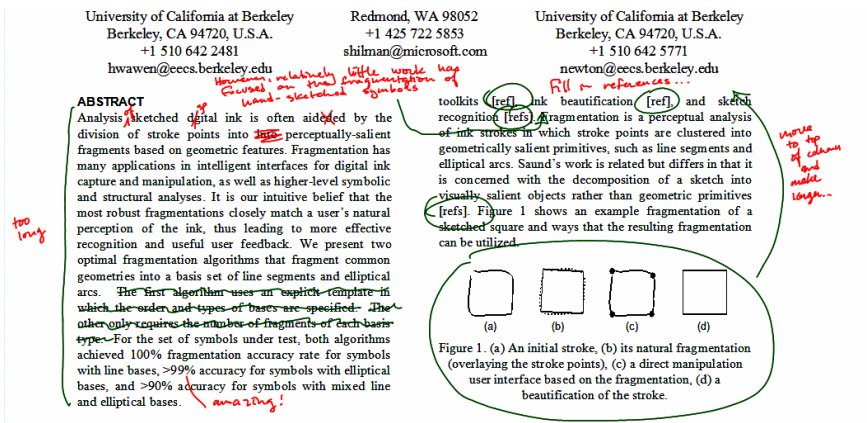 University of California at Berkeley
Berkeley, CA 94720, U.S.A.
+1 510 642 2481
hwawen@eecs.berkeley.edu
Redmond, WA 98052
+1 425 722 5853
shilman@microsoft.com
University of California at Berkeley
Berkeley, CA 94720, U.S.A.
+1 510 642 5771
newton@eecs.berkeley.edu
However, relatively little work has
focused on the fragmentation of
hand-sketched symbols
Fill in references...
ABSTRACT
of
sp
Analysis sketched dgital ink is often aideded by the
division of stroke points into into perceptually-salient
fragments based on geometric features. Fragmentation has
many applications in intelligent interfaces for digital ink
capture and manipulation, as well as higher-level symbolic
and structural analyses. It is our intuitive belief that the
most robust fragmentations closely match a user's natural
perception of the ink, thus leading to more effective
recognition and useful user feedback. We present two
optimal fragmentation algorithms that fragment common
geometries into a basis set of line segments and elliptical
arcs. The first algorithm uses an explicit template in
which the order and types of bases are specified. The
other only requires the number of fragments of each basis
type. For the set of symbols under test, both algorithms
achieved 100% fragmentation accuracy rate for symbols
with line bases, >99% accuracy for symbols with elliptical
bases, and >90% accuracy for symbols with mixed line
and elliptical bases.
amazing!
too
long
toolkits [ref], ink beautification [ref], and sketch
recognition [refs]. Fragmentation is a perceptual analysis
of ink strokes in which stroke points are clustered into
geometrically salient primitives, such as line segments and
elliptical arcs. Saund's work is related but differs in that it
is concerned with the decomposition of a sketch into
visually salient objects rather than geometric primitives
[refs]. Figure 1 shows an example fragmentation of a
sketched square and ways that the resulting fragmentation
can be utilized.
move
to top
of column
and
make
larger...
(a) (b) (c) (d)
Figure 1. (a) An initial stroke, (b) its natural fragmentation
(overlaying the stroke points), (c) a direct manipulation
user interface based on the fragmentation, (d) a
beautification of the stroke.